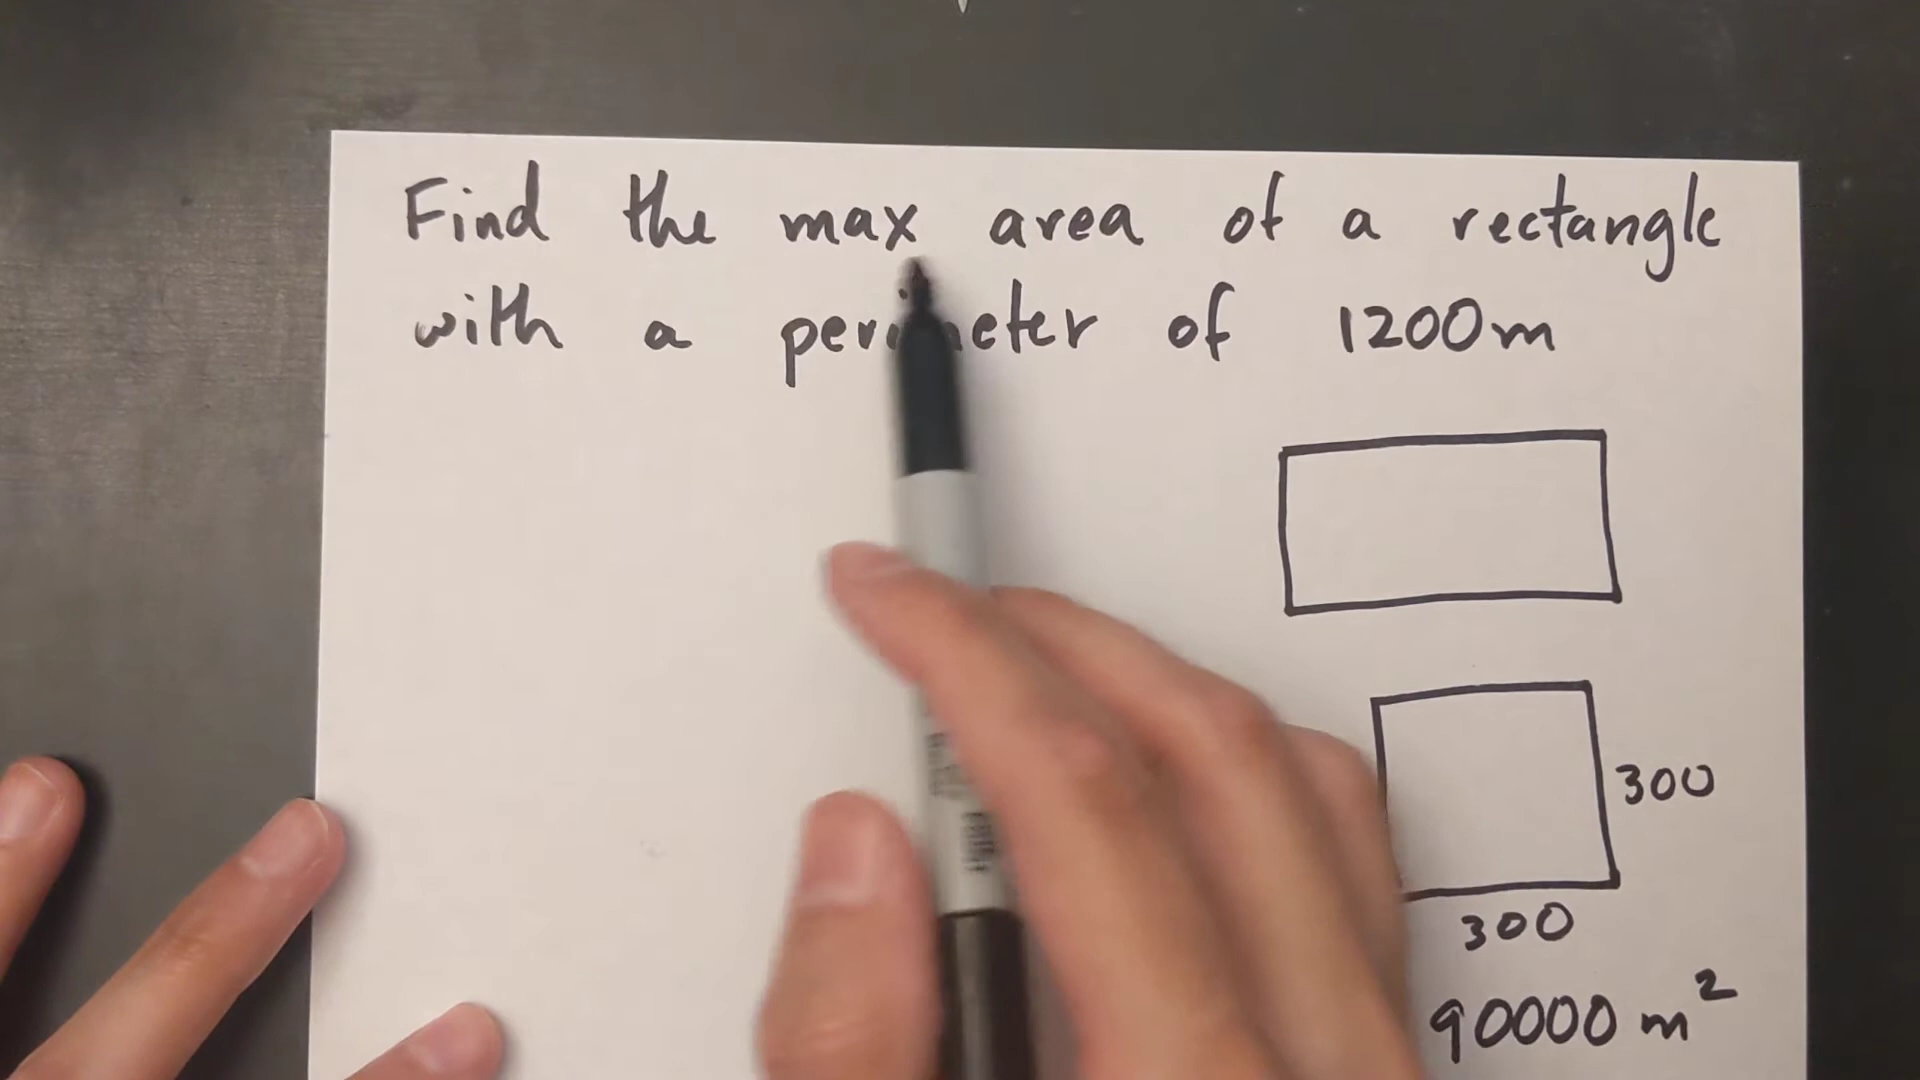 Find the max area of a rectangle
with a perimeter of 1200m
300
300
90000 m²